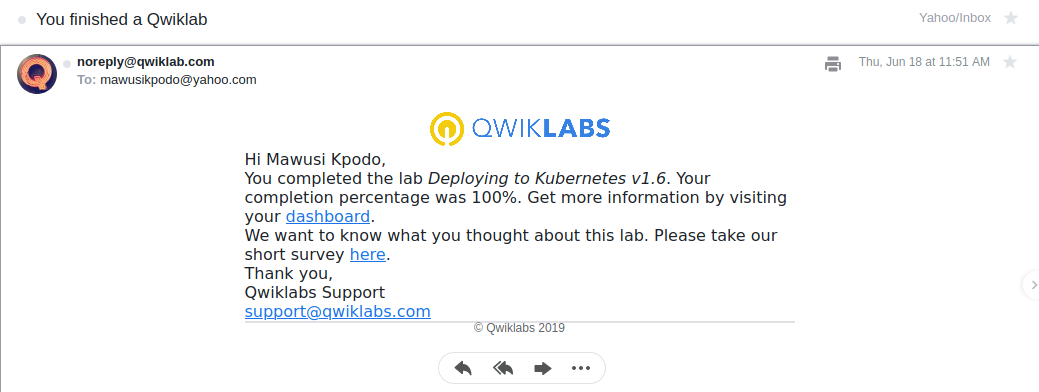 You finished a Qwiklab
Yahoo/Inbox
noreply@qwiklab.com
Thu, Jun 18 at 11:51 AM
To: mawusikpodo@yahoo.com
QWIKLABS
Hi Mawusi Kpodo,
You completed the lab Deploying to Kubernetes v1.6. Your
completion percentage was 100%. Get more information by visiting
your dashboard.
We want to know what you thought about this lab. Please take our
short survey here.
Thank you,
Qwiklabs Support
support@qwiklabs.com
© Qwiklabs 2019